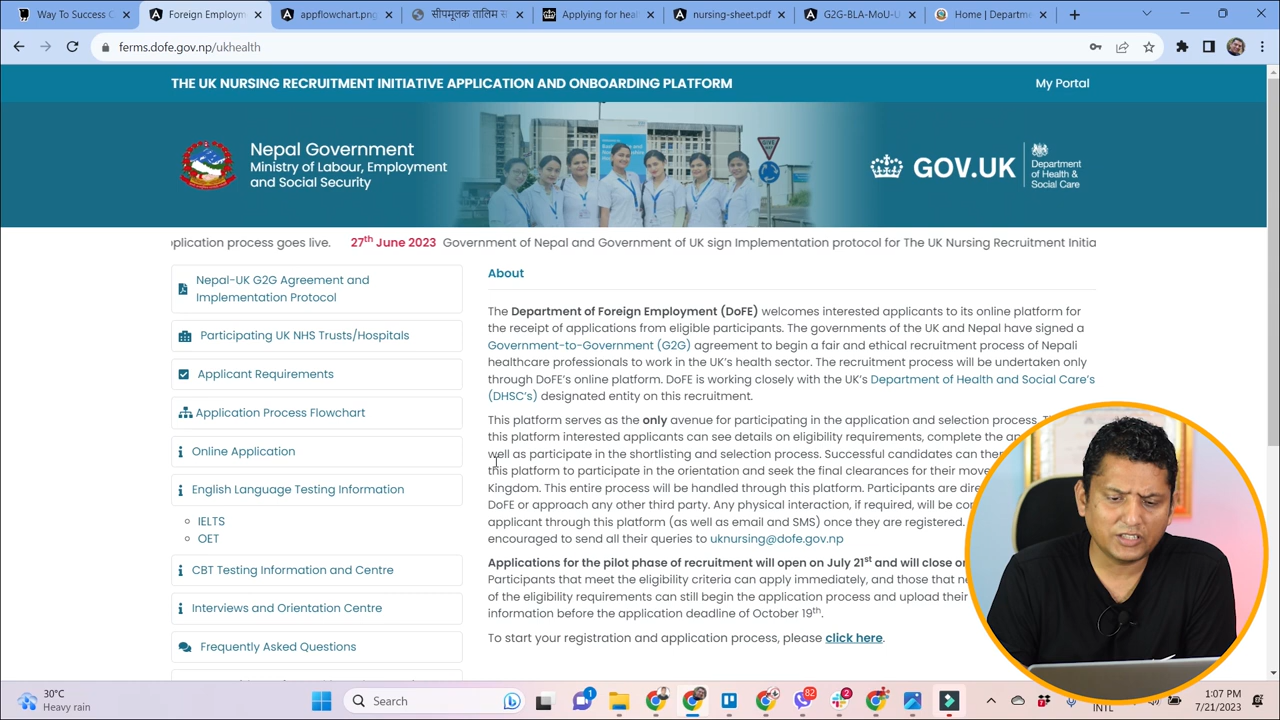 Way To Success C
Foreign Employm
appflowchart.png
सीपमूलक तालिम स
Applying for heal
nursing-sheet.pdf
G2G-BLA-MoU-U
Home | Departme
ferms.dofe.gov.np/ukhealth
THE UK NURSING RECRUITMENT INITIATIVE APPLICATION AND ONBOARDING PLATFORM
My Portal
Nepal Government
Ministry of Labour, Employment
and Social Security
GOV.UK
Department
of Health &
Social Care
pplication process goes live. 27th June 2023 Government of Nepal and Government of UK sign Implementation protocol for The UK Nursing Recruitment Initia
Nepal-UK G2G Agreement and
Implementation Protocol
Participating UK NHS Trusts/Hospitals
Applicant Requirements
Application Process Flowchart
Online Application
English Language Testing Information
IELTS
OET
CBT Testing Information and Centre
Interviews and Orientation Centre
Frequently Asked Questions
About
The Department of Foreign Employment (DoFE) welcomes interested applicants to its online platform for
the receipt of applications from eligible participants. The governments of the UK and Nepal have signed a
Government-to-Government (G2G) agreement to begin a fair and ethical recruitment process of Nepali
healthcare professionals to work in the UK's health sector. The recruitment process will be undertaken only
through DoFE's online platform. DoFE is working closely with the UK's Department of Health and Social Care's
(DHSC's) designated entity on this recruitment.
This platform serves as the only avenue for participating in the application and selection process.
this platform interested applicants can see details on eligibility requirements, complete the
well as participate in the shortlisting and selection process. Successful candidates can
this platform to participate in the orientation and seek the final clearances for their
Kingdom. This entire process will be handled through this platform. Participants are
DoFE or approach any other third party. Any physical interaction, if required, will be
applicant through this platform (as well as email and SMS) once they are registered.
encouraged to send all their queries to uknursing@dofe.gov.np
Applications for the pilot phase of recruitment will open on July 21st and will close
Participants that meet the eligibility criteria can apply immediately, and those that
of the eligibility requirements can still begin the application process and upload their
information before the application deadline of October 19th.
To start your registration and application process, please click here.
30°C
Heavy rain
Search
1
82
2
INTL
1:07 PM
7/21/2023